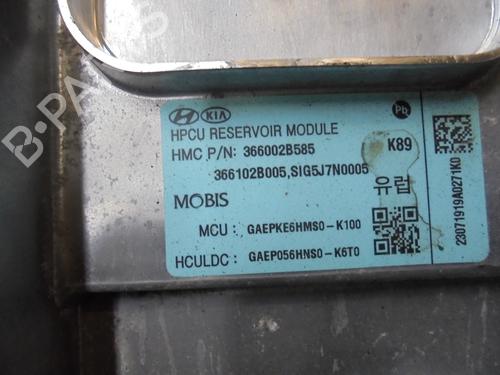 B-PARTS
HYUNDAI KIA
Pb
HPCU RESERVOIR MODULE
HMC P/N: 366002B585
K89
366102B005,SIG5J7N0005
유럽
MOBIS
MCU : GAEPKE6HMS0-K100
HCULDC : GAEP056HNS0-K6T0
23071919A0271K0